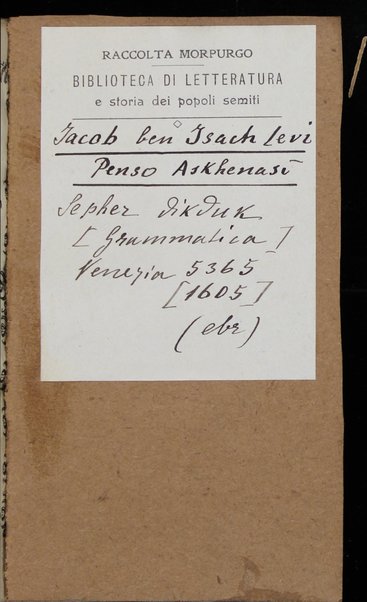 RACCOLTA MORPURGO
BIBLIOTECA DI LETTERATURA
e storia dei popoli semiti
Jacob ben Isach Levi
Penso Askhenasi
Sepher dikduk
[Grammatica]
Venezia 5365
[1605]
(ebr)